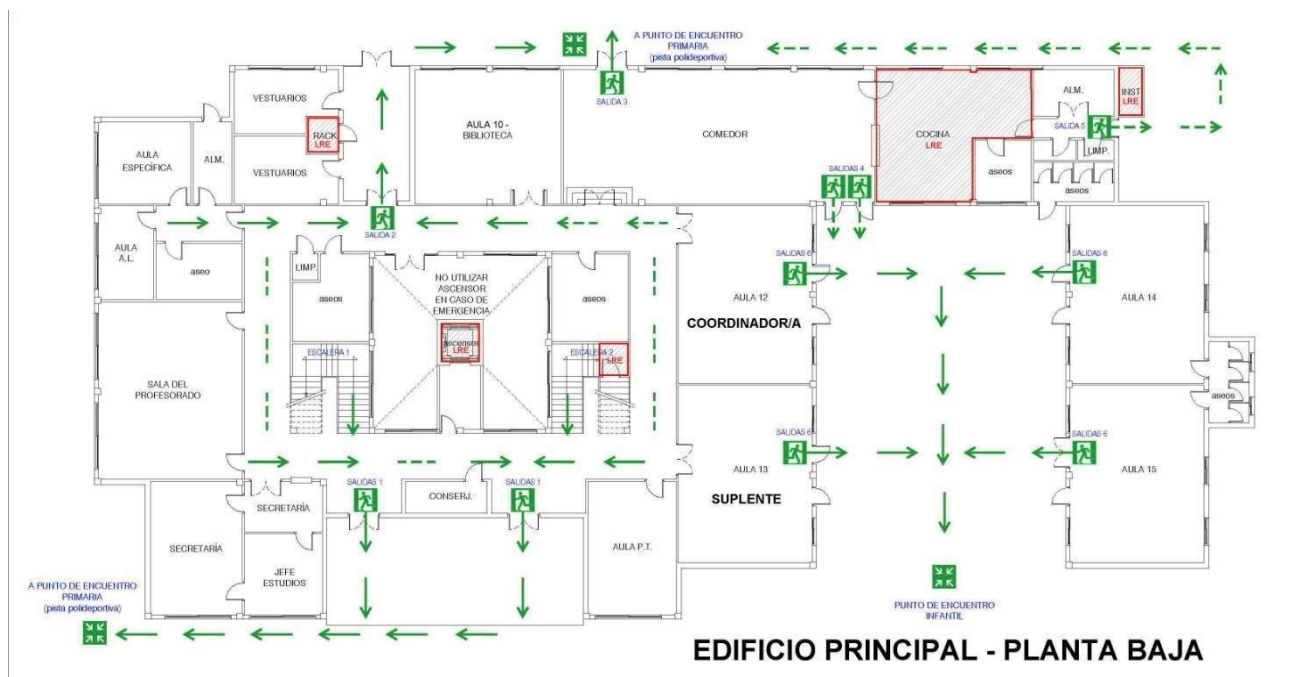 A PUNTO DE ENCUENTRO
PRIMARIA
(pista polideportiva)
SALIDA 3
VESTUARIOS
RACK
LRE
AULA 10 -
BIBLIOTECA
COMEDOR
COCINA
LRE
ALM.
INST
LRE
SALIDA 5
LIMP.
AULA
ESPECÍFICA
ALM.
VESTUARIOS
SALIDAS 4
aseos
aseos
SALIDA 2
AULA
A.L.
aseo
LIMP.
aseos
NO UTILIZAR
ASCENSOR
EN CASO DE
EMERGENCIA
aseos
SALIDAS 6
SALIDAS 6
AULA 12
COORDINADOR/A
AULA 14
ascensor
LRE
ESCALERA 1
ESCALERA 2
LRE
SALA DEL
PROFESORADO
aseos
SALIDAS 6
SALIDAS 6
AULA 13
SUPLENTE
AULA 15
SALIDAS 1
CONSERJ.
SALIDAS 1
SECRETARÍA
SECRETARÍA
JEFE
ESTUDIOS
AULA P.T.
A PUNTO DE ENCUENTRO
PRIMARIA
(pista polideportiva)
PUNTO DE ENCUENTRO
INFANTIL
EDIFICIO PRINCIPAL - PLANTA BAJA